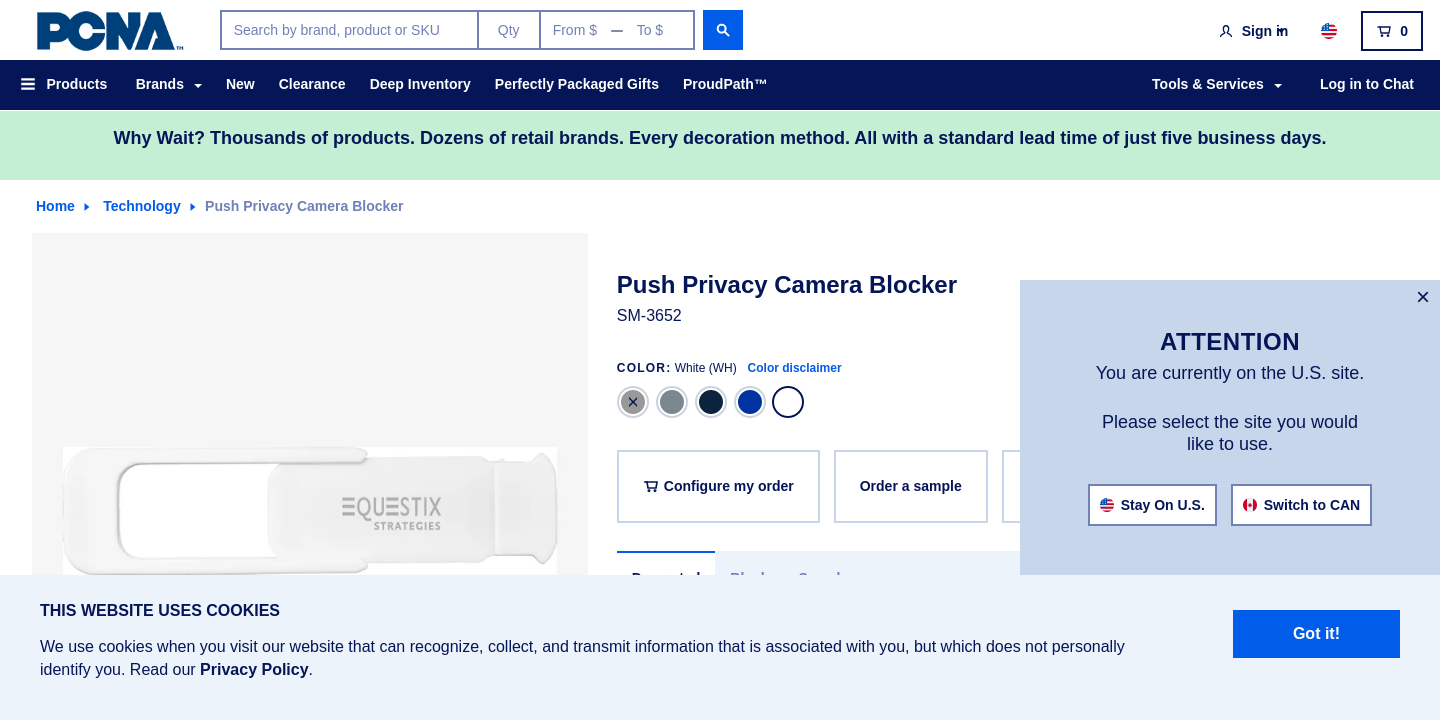 PCNA™
Search by brand, product or SKU
Qty
From $ — To $
Sign in
0
Products
Brands
New
Clearance
Deep Inventory
Perfectly Packaged Gifts
ProudPath™
Tools & Services
Log in to Chat
Why Wait? Thousands of products. Dozens of retail brands. Every decoration method. All with a standard lead time of just five business days.
Home
Technology
Push Privacy Camera Blocker
EQUESTIX
STRATEGIES
Push Privacy Camera Blocker
SM-3652
COLOR: White (WH) Color disclaimer
Configure my order
Order a sample
×
ATTENTION
You are currently on the U.S. site.
Please select the site you would
like to use.
Stay On U.S.
Switch to CAN
THIS WEBSITE USES COOKIES
We use cookies when you visit our website that can recognize, collect, and transmit information that is associated with you, but which does not personally
identify you. Read our Privacy Policy.
Got it!